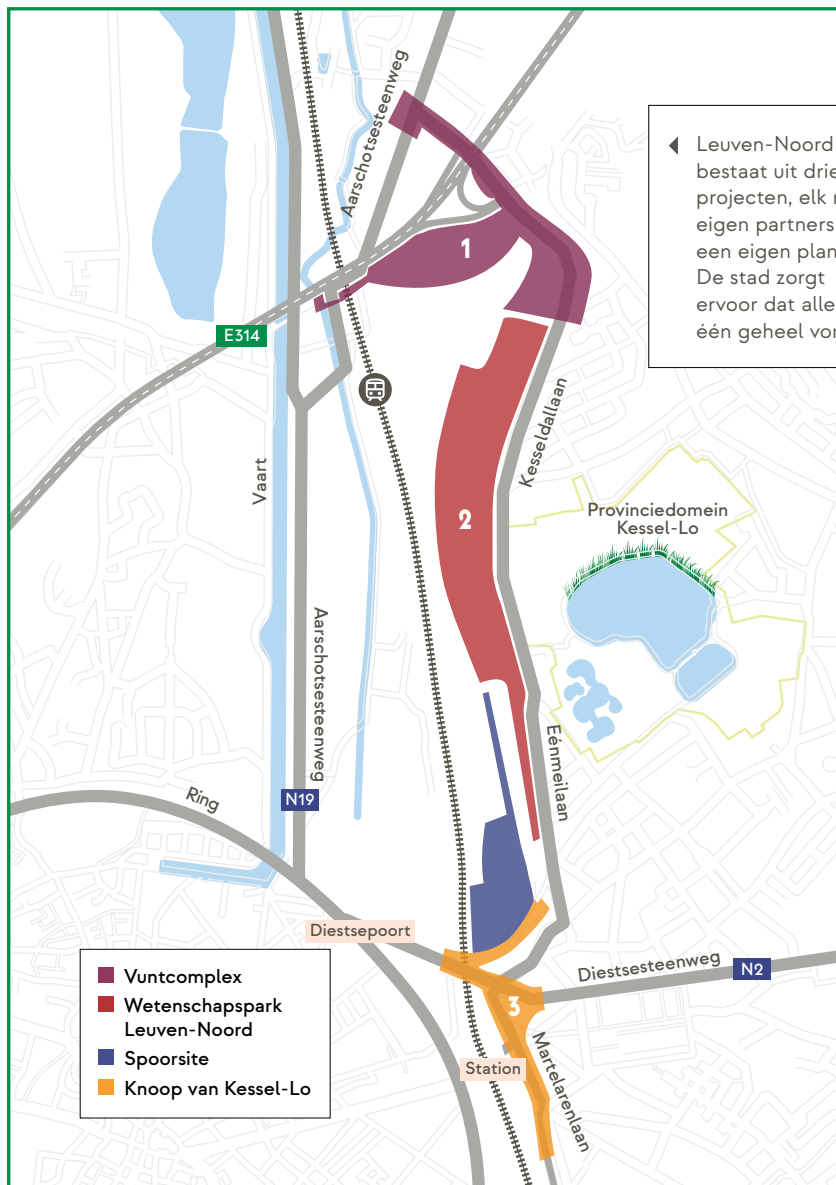 Aarschotsesteenweg
1
Leuven-Noord
bestaat uit drie
projecten, elk
eigen partners
een eigen plan
De stad zorgt
ervoor dat alle
één geheel
E314
Kesseldallaan
Vaart
2
Provinciedomein
Kessel-Lo
Aarschotsesteenweg
Eénmeilaan
Ring
N19
Diestsepoort
Diestsesteenweg
N2
3
Station
Martelarenlaan
Vuntcomplex
Wetenschapspark
Leuven-Noord
Spoorsite
Knoop van Kessel-Lo